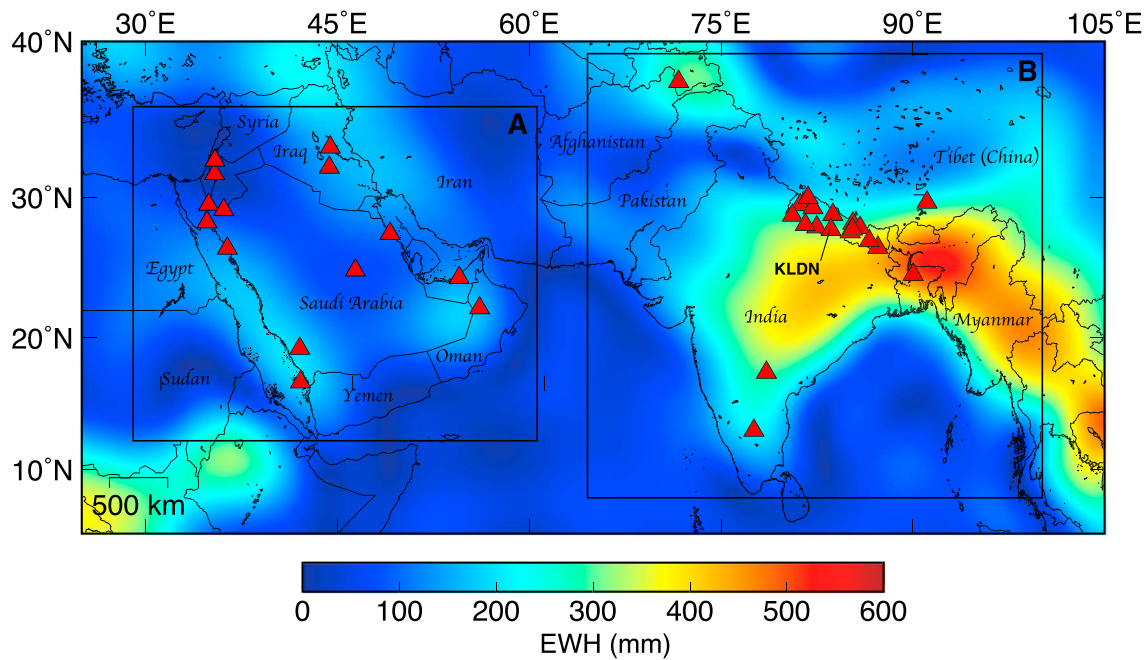 30°E 45°E 60°E 75°E 90°E 105°E
40°N
B
A
Syria
Afghanistan
Iraq
Tibet (China)
Iran
30°N
Pakistan
KLDN
Egypt
Saudi Arabia
India
Myanmar
20°N
Oman
Sudan
Yemen
10°N
500 km
0 100 200 300 400 500 600
EWH (mm)